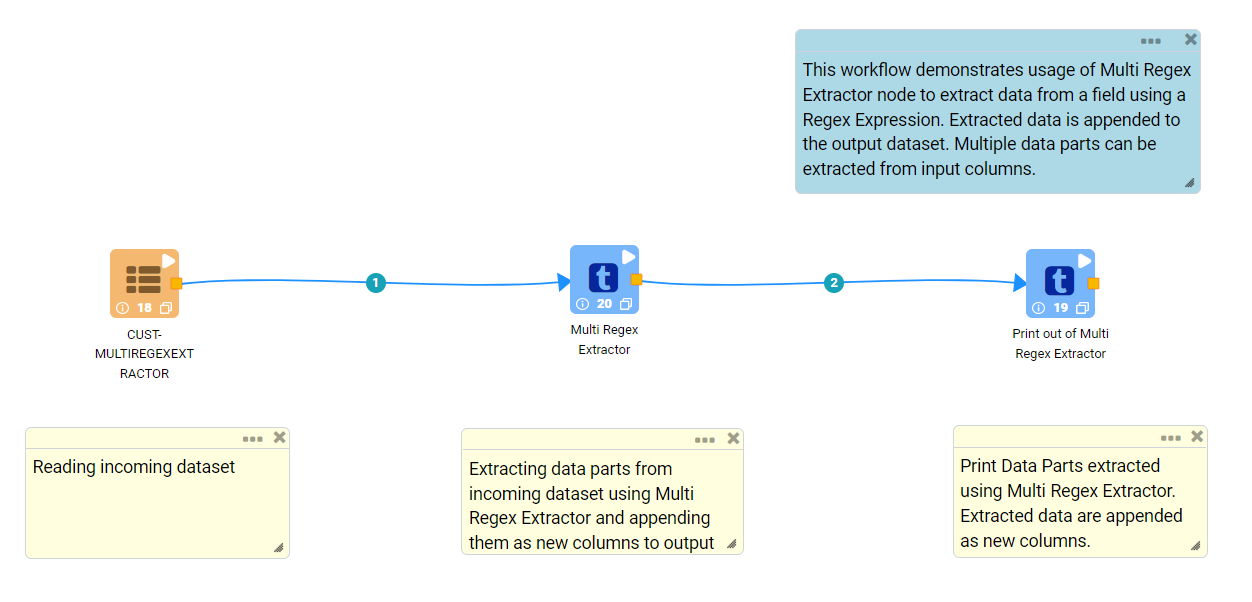 This workflow demonstrates usage of Multi Regex
Extractor node to extract data from a field using a
Regex Expression. Extracted data is appended to
the output dataset. Multiple data parts can be
extracted from input columns.
1
2
18
t
20
t
19
CUST-
MULTIREGEXEXT
RACTOR
Multi Regex
Extractor
Print out of Multi
Regex Extractor
Reading incoming dataset
Extracting data parts from
incoming dataset using Multi
Regex Extractor and appending
them as new columns to output
Print Data Parts extracted
using Multi Regex Extractor.
Extracted data are appended
as new columns.